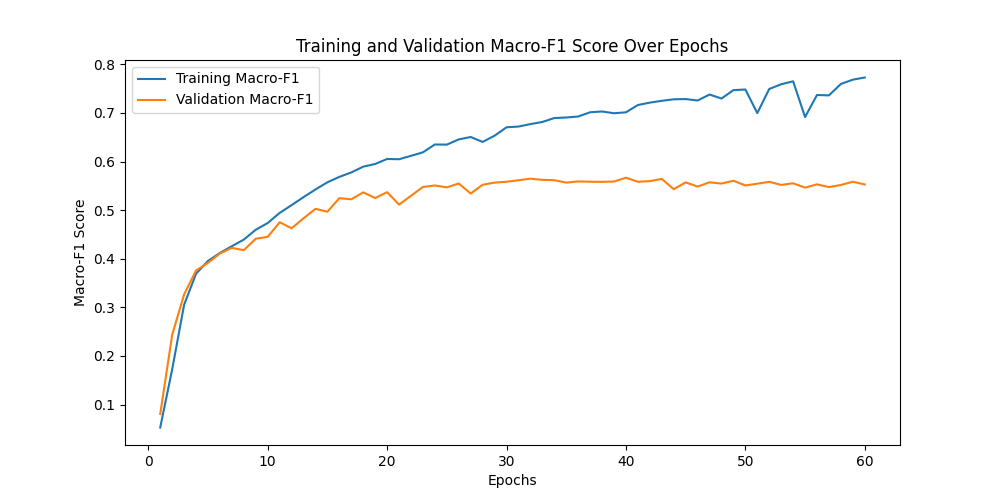 Training and Validation Macro-F1 Score Over Epochs
Training Macro-F1
Validation Macro-F1
Macro-F1 Score
0.8
0.7
0.6
0.5
0.4
0.3
0.2
0.1
0 10 20 30 40 50 60
Epochs